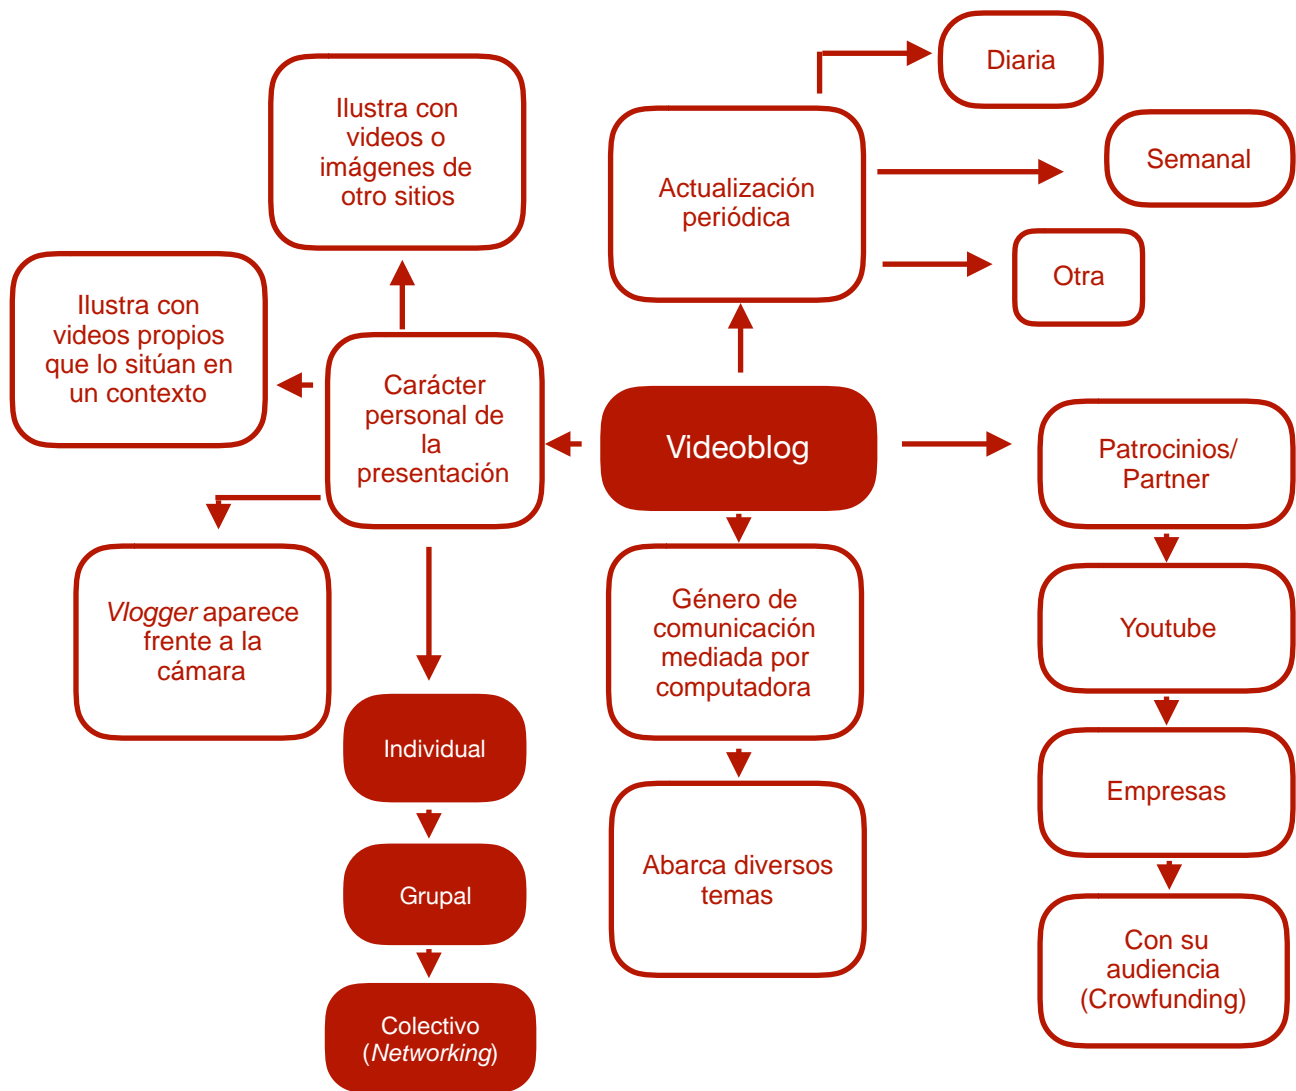 Diaria
Ilustra con
videos o
imágenes de
otro sitios
Actualización
periódica
Semanal
Otra
Ilustra con
videos propios
que lo sitúan en
un contexto
Carácter
personal de
la
presentación
Videoblog
Patrocinios/
Partner
Vlogger aparece
frente a la
cámara
Género de
comunicación
mediada por
computadora
Youtube
Individual
Empresas
Grupal
Abarca diversos
temas
Con su
audiencia
(Crowfunding)
Colectivo
(Networking)